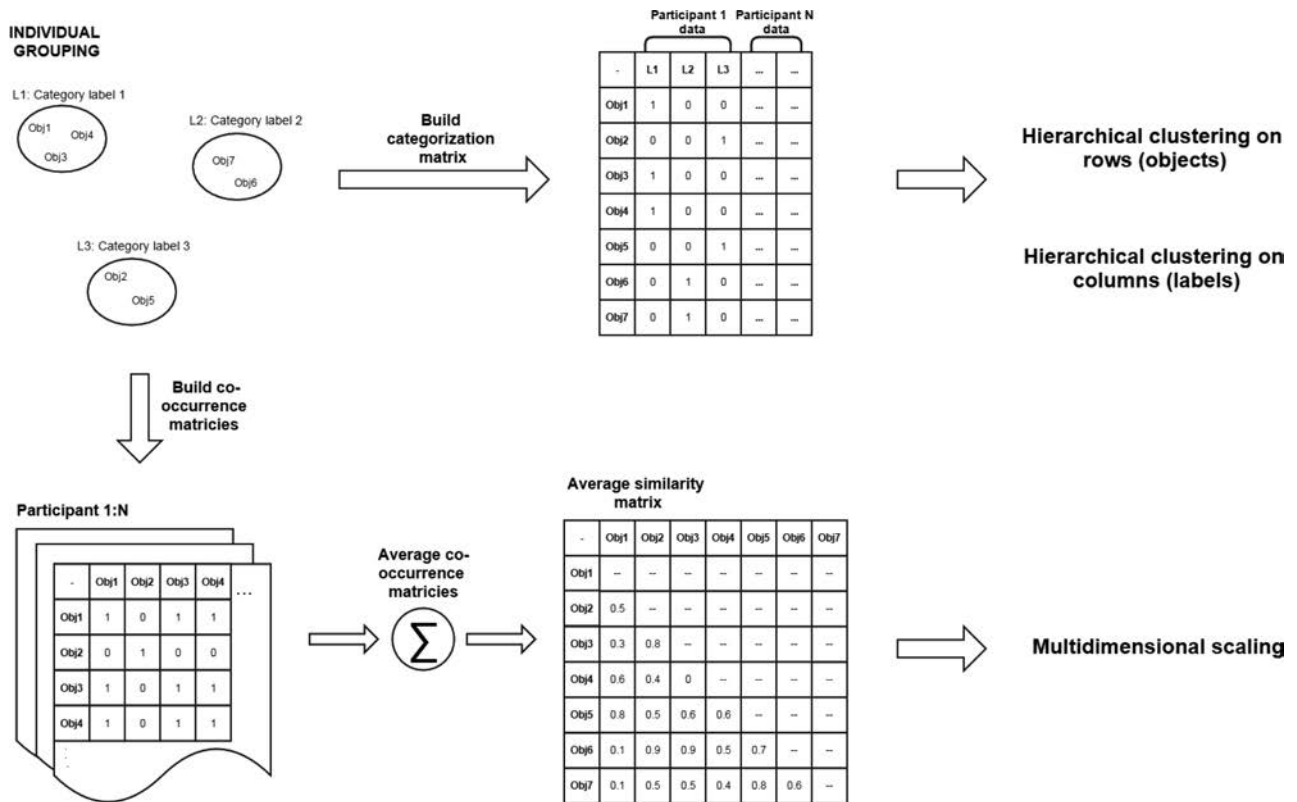 INDIVIDUAL
GROUPING
L1: Category label 1
Obj1
Obj4
Obj3
L2: Category label 2
Obj7
Obj6
L3: Category label 3
Obj2
Obj5
Build
categorization
matrix
Participant 1
data
Participant N
data
- L1 L2 L3 ... ...
Obj1 1 0 0 ... ...
Obj2 0 0 1 ... ...
Obj3 1 0 0 ... ...
Obj4 1 0 0 ... ...
Obj5 0 0 1 ... ...
Obj6 0 1 0 ... ...
Obj7 0 1 0 ... ...
Hierarchical clustering on
rows (objects)
Hierarchical clustering on
columns (labels)
Build co-
occurrence
matricies
Participant 1:N
- Obj1 Obj2 Obj3 Obj4 ...
Obj1 1 0 1 1
Obj2 0 1 0 0
Obj3 1 0 1 1
Obj4 1 0 1 1
Average co-
occurrence
matricies
∑
Average similarity
matrix
- Obj1 Obj2 Obj3 Obj4 Obj5 Obj6 Obj7
Obj1 -- -- -- -- -- -- --
Obj2 0.5 -- -- -- -- -- --
Obj3 0.3 0.8 -- -- -- -- --
Obj4 0.6 0.4 0 -- -- -- --
Obj5 0.8 0.5 0.6 0.6 -- -- --
Obj6 0.1 0.9 0.9 0.5 0.7 -- --
Obj7 0.1 0.5 0.5 0.4 0.8 0.6 --
Multidimensional scaling